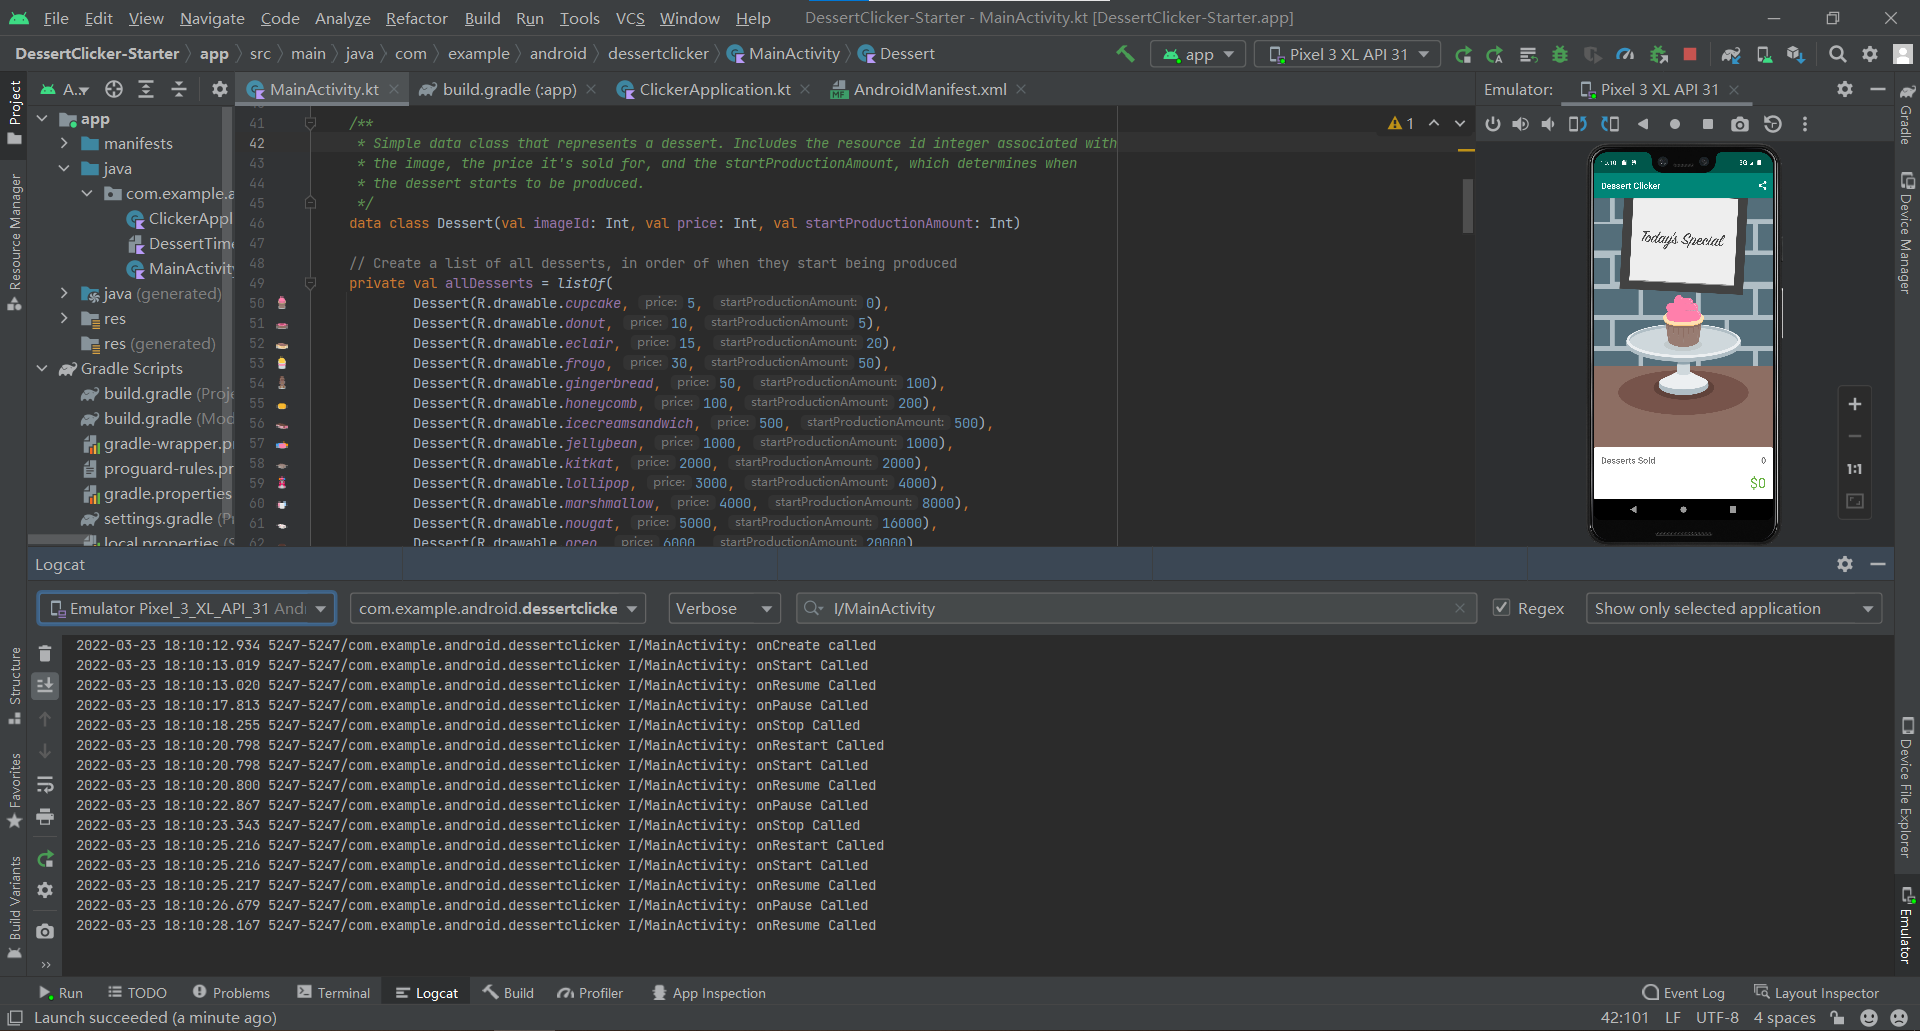 File Edit View Navigate Code Analyze Refactor Build Run Tools VCS Window Help DessertClicker-Starter - MainActivity.kt [DessertClicker-Starter.app]
DessertClicker-Starter app src main java com example android dessertclicker MainActivity Dessert app Pixel 3 XL API 31
A... MainActivity.kt build.gradle (:app) ClickerApplication.kt AndroidManifest.xml Emulator: Pixel 3 XL API 31
Project
Resource Manager
Structure
Favorites
Build Variants
app
manifests
java
com.example.a
ClickerAppl
DessertTime
MainActivity
java (generated)
res
res (generated)
Gradle Scripts
build.gradle (Proj
build.gradle (Mod
gradle-wrapper.pr
proguard-rules.pr
gradle.properties
settings.gradle (P
local.properties (S
1
41 /**
42 * Simple data class that represents a dessert. Includes the resource id integer associated with
43 * the image, the price it's sold for, and the startProductionAmount, which determines when
44 * the dessert starts to be produced.
45 */
46 data class Dessert(val imageId: Int, val price: Int, val startProductionAmount: Int)
47
48 // Create a list of all desserts, in order of when they start being produced
49 private val allDesserts = listOf(
50 Dessert(R.drawable.cupcake, price: 5, startProductionAmount: 0),
51 Dessert(R.drawable.donut, price: 10, startProductionAmount: 5),
52 Dessert(R.drawable.eclair, price: 15, startProductionAmount: 20),
53 Dessert(R.drawable.froyo, price: 30, startProductionAmount: 50),
54 Dessert(R.drawable.gingerbread, price: 50, startProductionAmount: 100),
55 Dessert(R.drawable.honeycomb, price: 100, startProductionAmount: 200),
56 Dessert(R.drawable.icecreamsandwich, price: 500, startProductionAmount: 500),
57 Dessert(R.drawable.jellybean, price: 1000, startProductionAmount: 1000),
58 Dessert(R.drawable.kitkat, price: 2000, startProductionAmount: 2000),
59 Dessert(R.drawable.lollipop, price: 3000, startProductionAmount: 4000),
60 Dessert(R.drawable.marshmallow, price: 4000, startProductionAmount: 8000),
61 Dessert(R.drawable.nougat, price: 5000, startProductionAmount: 16000),
62 Dessert(R.drawable.oreo, price: 6000, startProductionAmount: 20000)
Dessert Clicker
Today's Special
Desserts Sold 0
$0
1:1
Gradle
Device Manager
Device File Explorer
Emulator
Logcat
Emulator Pixel_3_XL_API_31 And com.example.android.dessertclicke Verbose I/MainActivity Regex Show only selected application
2022-03-23 18:10:12.934 5247-5247/com.example.android.dessertclicker I/MainActivity: onCreate called
2022-03-23 18:10:13.019 5247-5247/com.example.android.dessertclicker I/MainActivity: onStart Called
2022-03-23 18:10:13.020 5247-5247/com.example.android.dessertclicker I/MainActivity: onResume Called
2022-03-23 18:10:17.813 5247-5247/com.example.android.dessertclicker I/MainActivity: onPause Called
2022-03-23 18:10:18.255 5247-5247/com.example.android.dessertclicker I/MainActivity: onStop Called
2022-03-23 18:10:20.798 5247-5247/com.example.android.dessertclicker I/MainActivity: onRestart Called
2022-03-23 18:10:20.798 5247-5247/com.example.android.dessertclicker I/MainActivity: onStart Called
2022-03-23 18:10:20.800 5247-5247/com.example.android.dessertclicker I/MainActivity: onResume Called
2022-03-23 18:10:22.867 5247-5247/com.example.android.dessertclicker I/MainActivity: onPause Called
2022-03-23 18:10:23.343 5247-5247/com.example.android.dessertclicker I/MainActivity: onStop Called
2022-03-23 18:10:25.216 5247-5247/com.example.android.dessertclicker I/MainActivity: onRestart Called
2022-03-23 18:10:25.216 5247-5247/com.example.android.dessertclicker I/MainActivity: onStart Called
2022-03-23 18:10:25.217 5247-5247/com.example.android.dessertclicker I/MainActivity: onResume Called
2022-03-23 18:10:26.679 5247-5247/com.example.android.dessertclicker I/MainActivity: onPause Called
2022-03-23 18:10:28.167 5247-5247/com.example.android.dessertclicker I/MainActivity: onResume Called
Run TODO Problems Terminal Logcat Build Profiler App Inspection Event Log Layout Inspector
Launch succeeded (a minute ago) 42:101 LF UTF-8 4 spaces